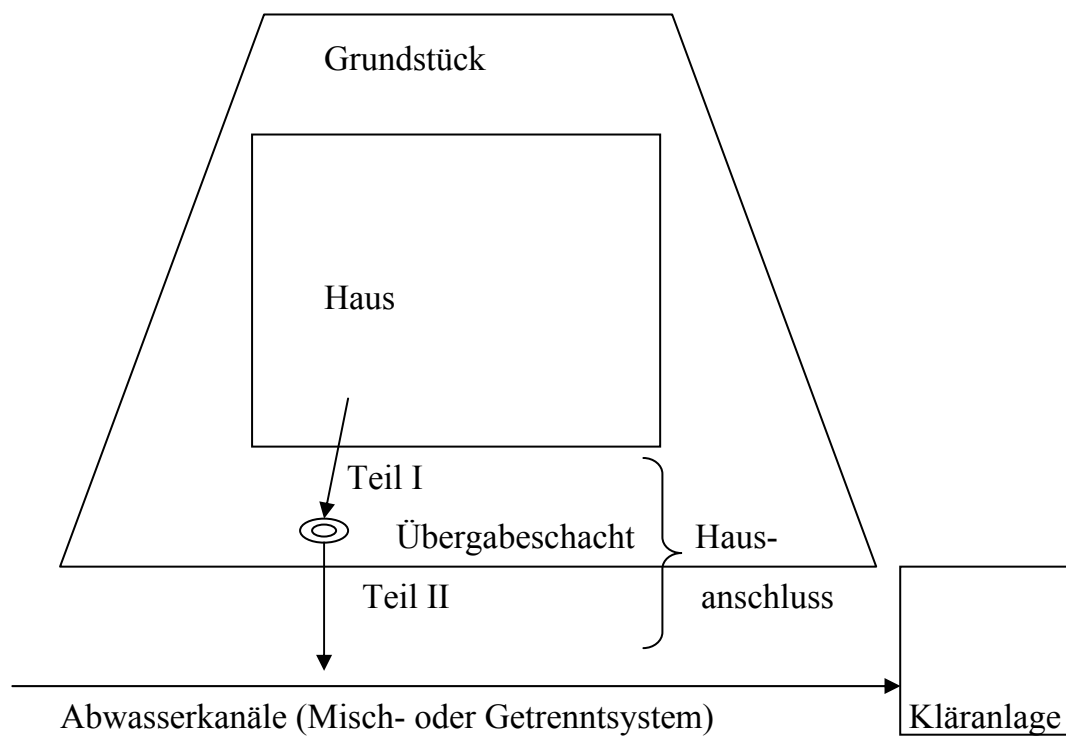 Grundstück
Haus
Teil I
Übergabeschacht
Haus-
anschluss
Teil II
Abwasserkanäle (Misch- oder Getrenntsystem)
Kläranlage